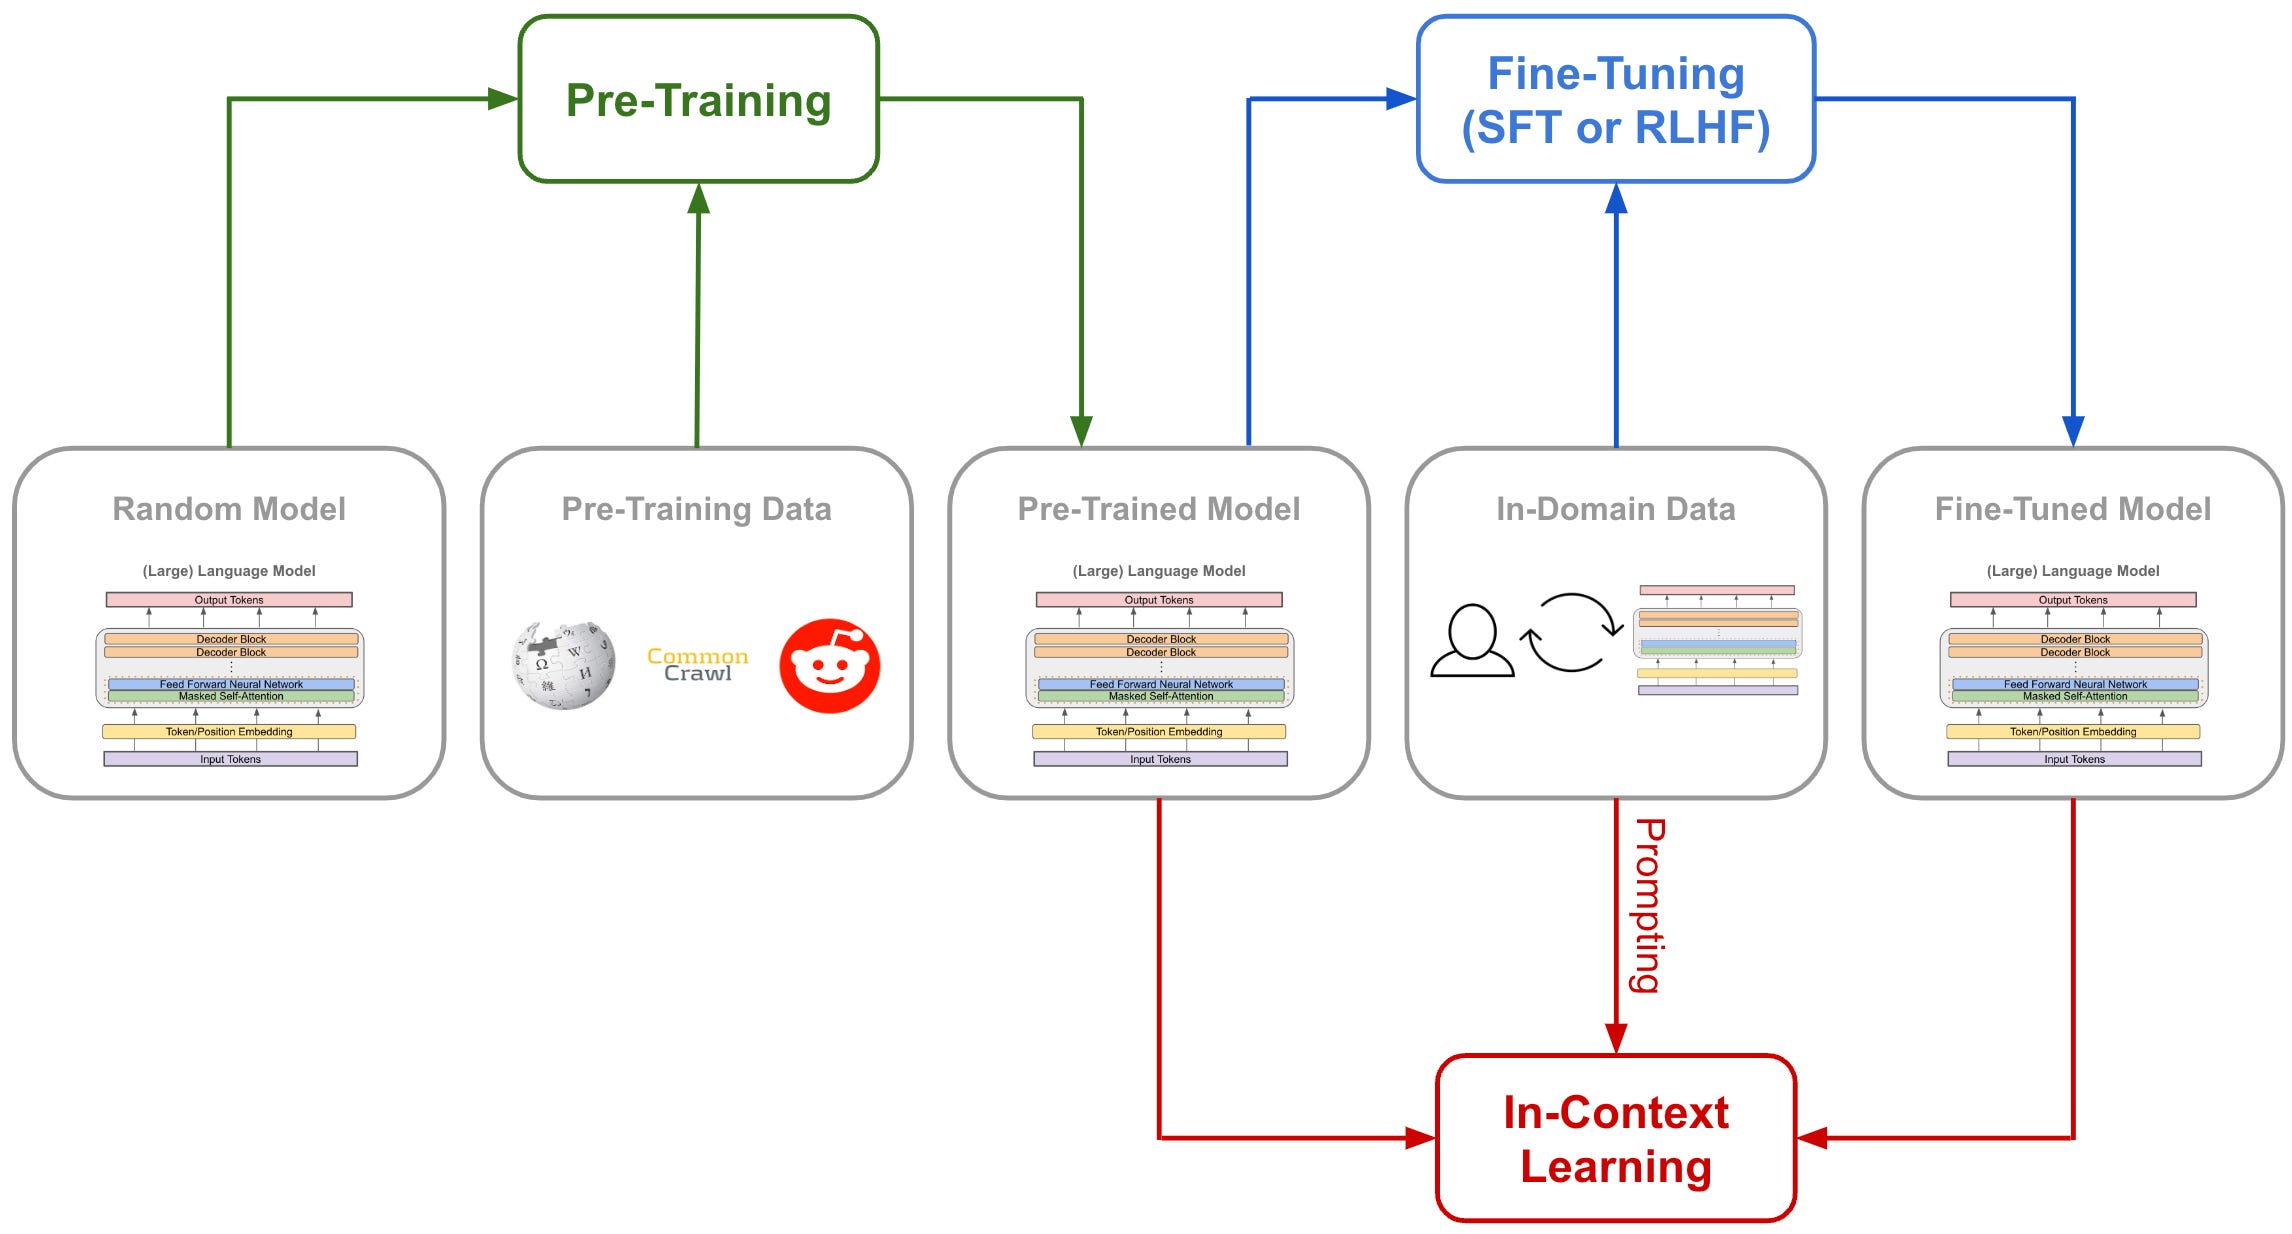 Pre-Training
Fine-Tuning
(SFT or RLHF)
Random Model
(Large) Language Model
Output Tokens
Decoder Block
Decoder Block
Feed Forward Neural Network
Masked Self-Attention
Token/Position Embedding
Input Tokens
Pre-Training Data
Ω W И 維 7
Common
Crawl
Pre-Trained Model
(Large) Language Model
Output Tokens
Decoder Block
Decoder Block
Feed Forward Neural Network
Masked Self-Attention
Token/Position Embedding
Input Tokens
In-Domain Data
Fine-Tuned Model
(Large) Language Model
Output Tokens
Decoder Block
Decoder Block
Feed Forward Neural Network
Masked Self-Attention
Token/Position Embedding
Input Tokens
Prompting
In-Context
Learning